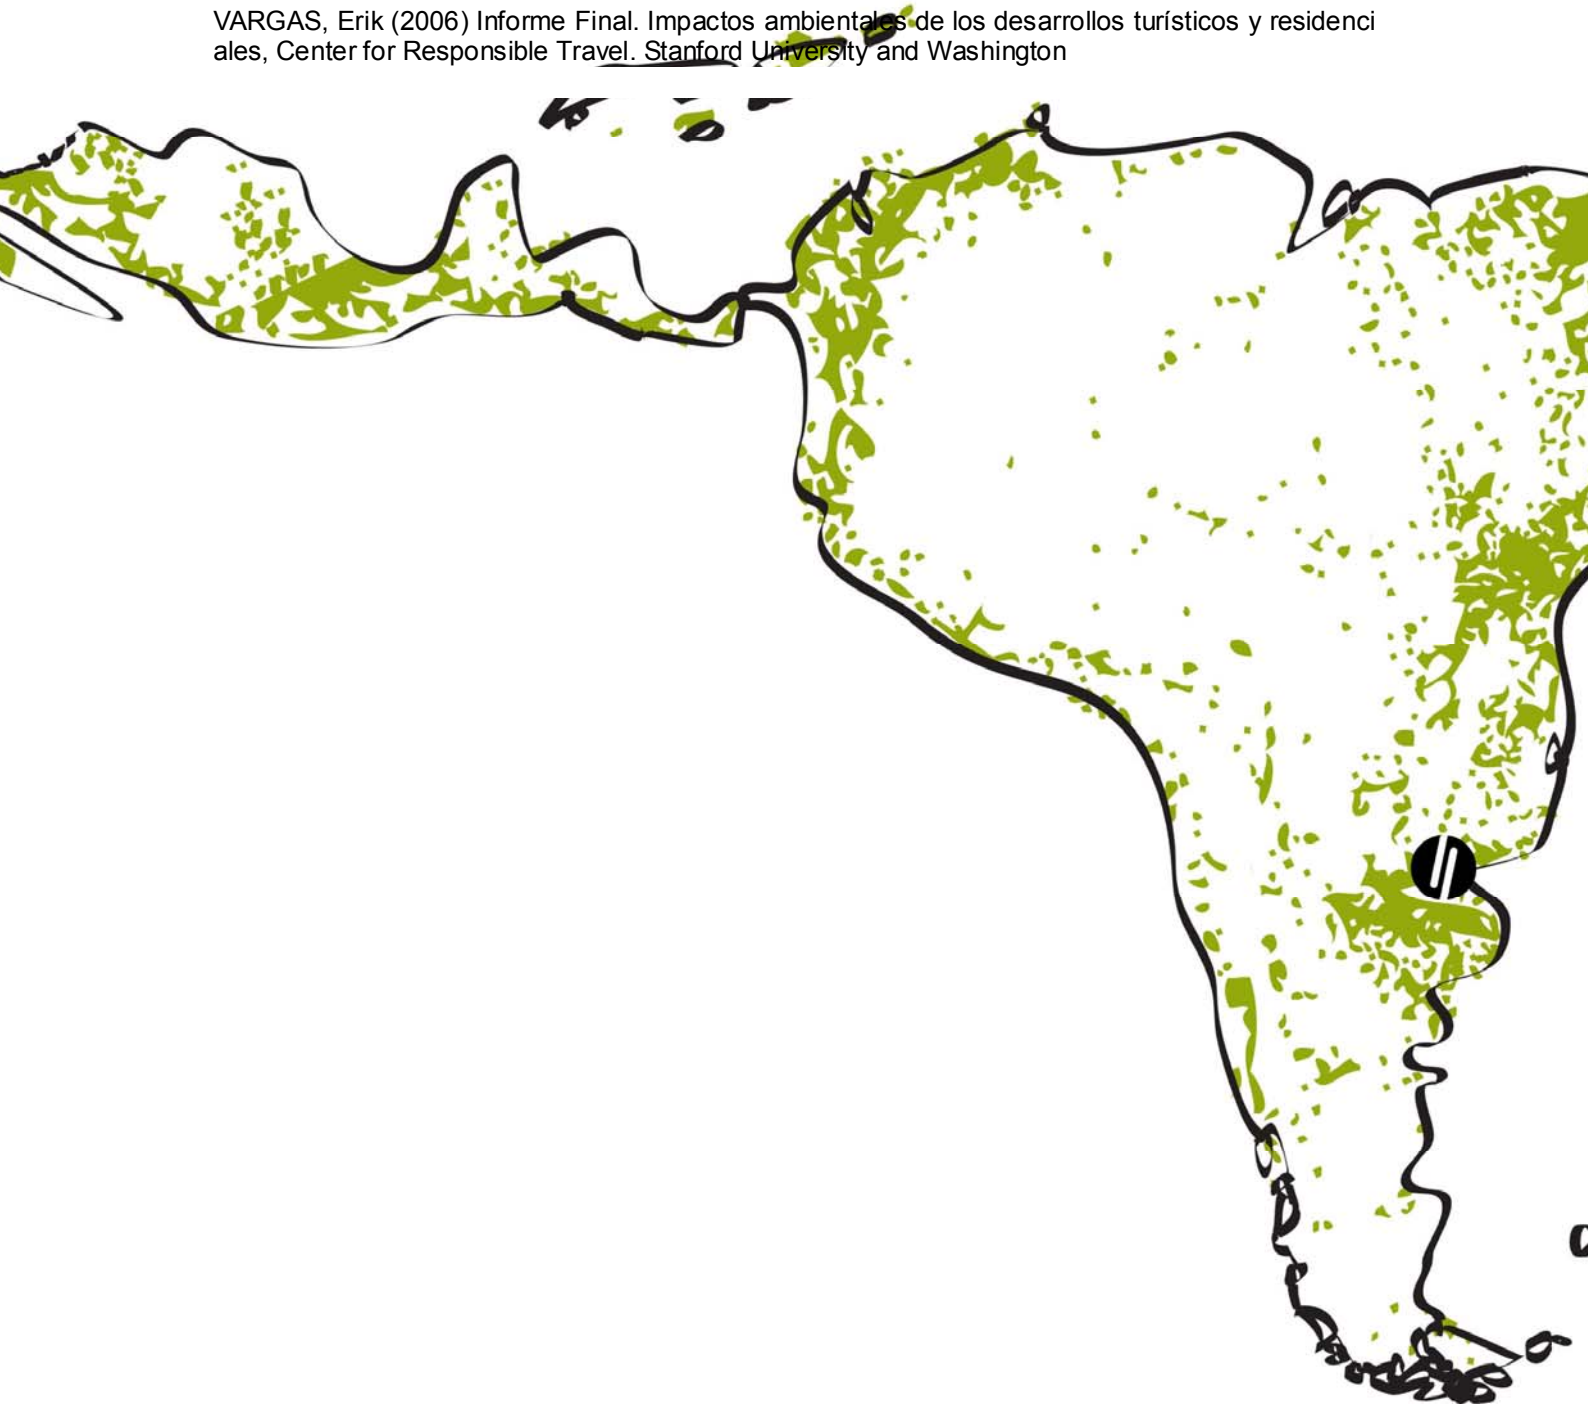 VARGAS, Erik (2006) Informe Final. Impactos ambientales de los desarrollos turísticos y residenci
ales, Center for Responsible Travel. Stanford University and Washington